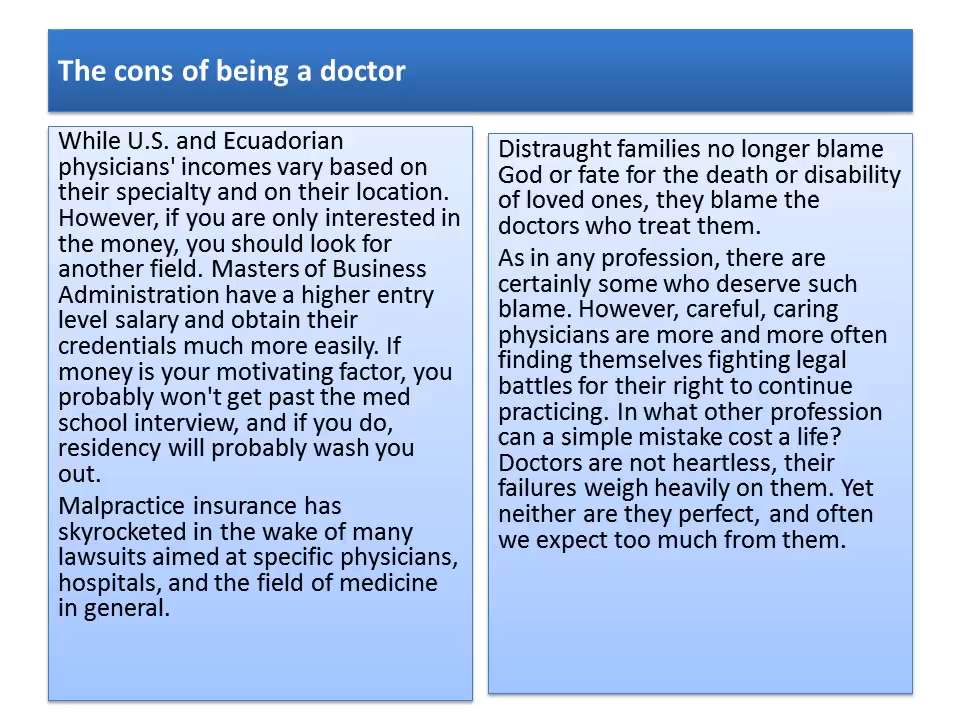 The cons of being a doctor
While U.S. and Ecuadorian
physicians' incomes vary based on
their specialty and on their location.
However, if you are only interested in
the money, you should look for
another field. Masters of Business
Administration have a higher entry
level salary and obtain their
credentials much more easily. If
money is your motivating factor, you
probably won't get past the med
school interview, and if you do,
residency will probably wash you
out.
Malpractice insurance has
skyrocketed in the wake of many
lawsuits aimed at specific physicians,
hospitals, and the field of medicine
in general.
Distraught families no longer blame
God or fate for the death or disability
of loved ones, they blame the
doctors who treat them.
As in any profession, there are
certainly some who deserve such
blame. However, careful, caring
physicians are more and more often
finding themselves fighting legal
battles for their right to continue
practicing. In what other profession
can a simple mistake cost a life?
Doctors are not heartless, their
failures weigh heavily on them. Yet
neither are they perfect, and often
we expect too much from them.